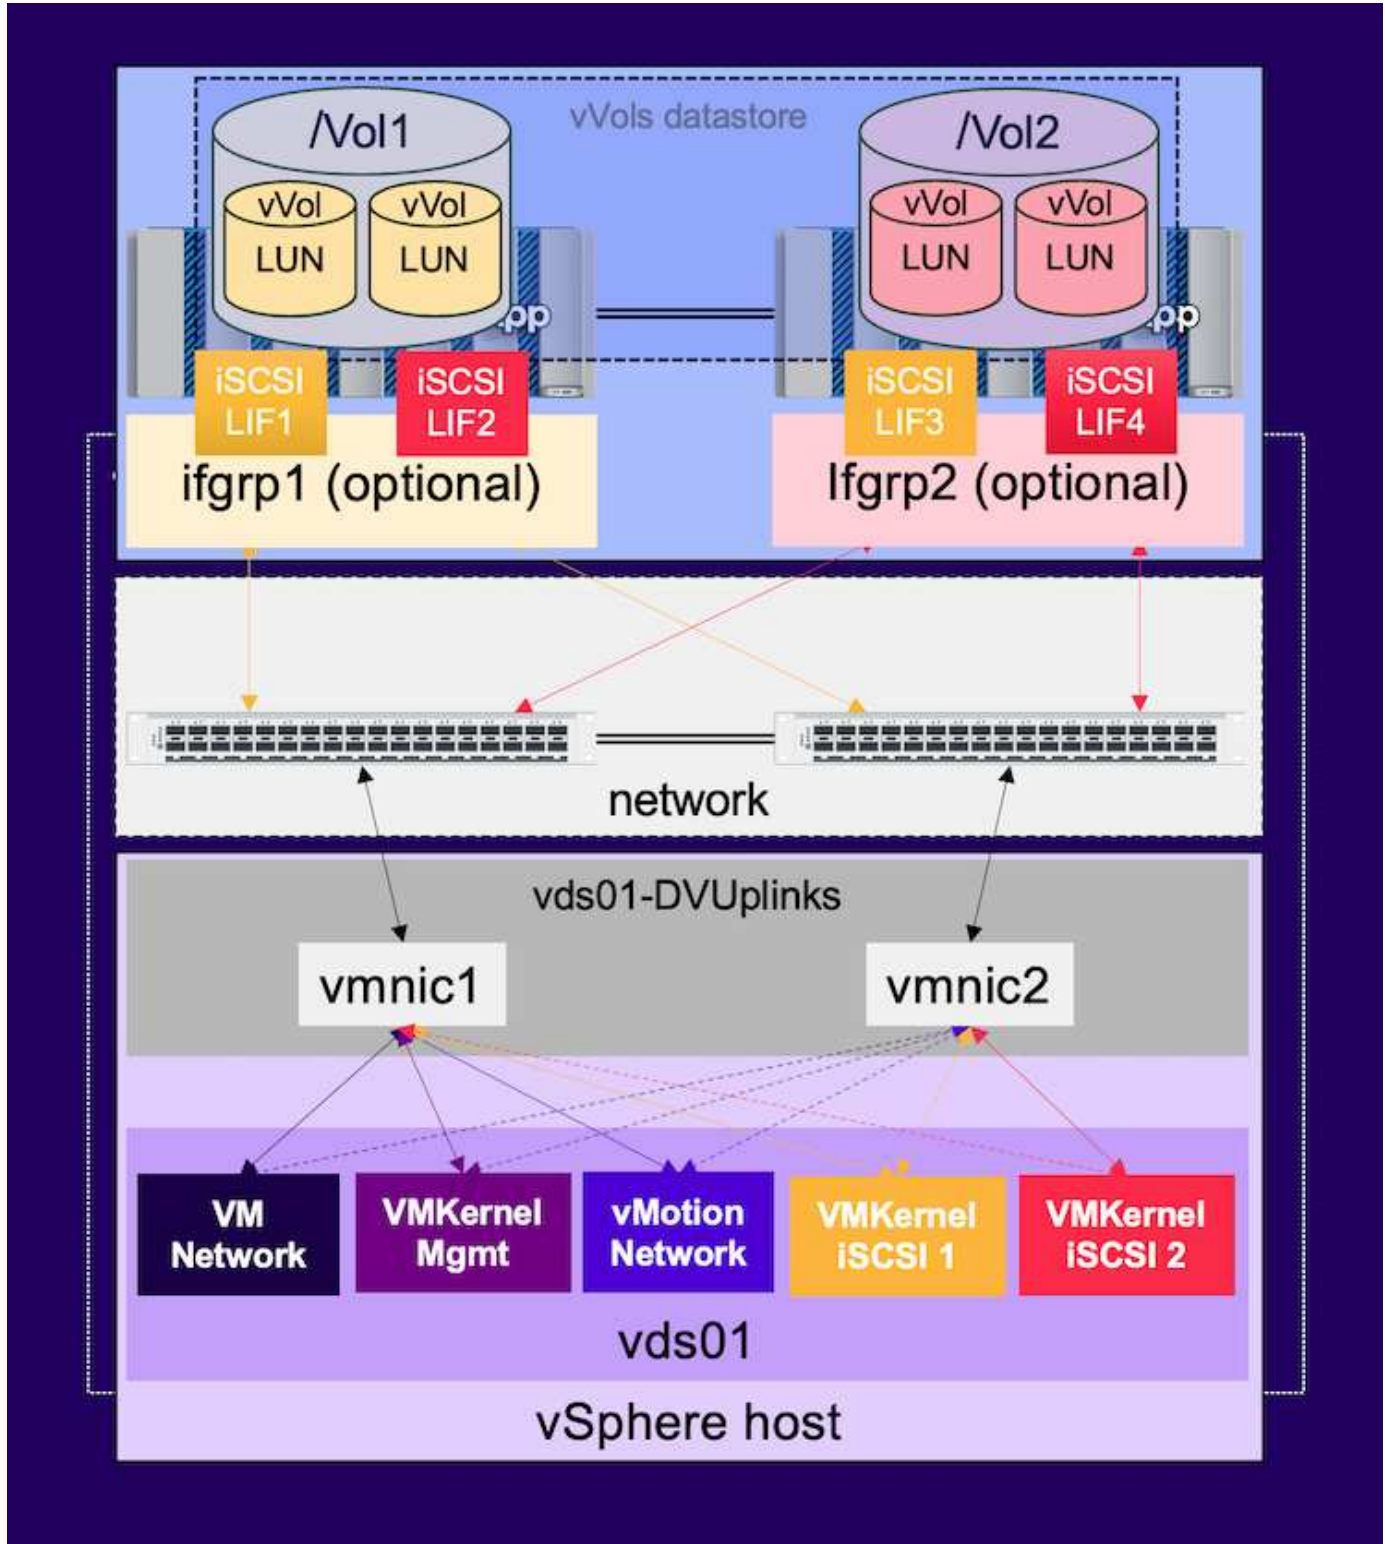 vVols datastore
/Vol1
/Vol2
vVol
vVol
vVol
vVol
LUN
LUN
LUN
LUN
pp
pp
iSCSI
LIF1
iSCSI
LIF2
iSCSI
LIF3
iSCSI
LIF4
ifgrp1 (optional)
Ifgrp2 (optional)
network
vds01-DVUplinks
vmnic1
vmnic2
VM
Network
VMKernel
Mgmt
vMotion
Network
VMKernel
iSCSI 1
VMKernel
iSCSI 2
vds01
vSphere host